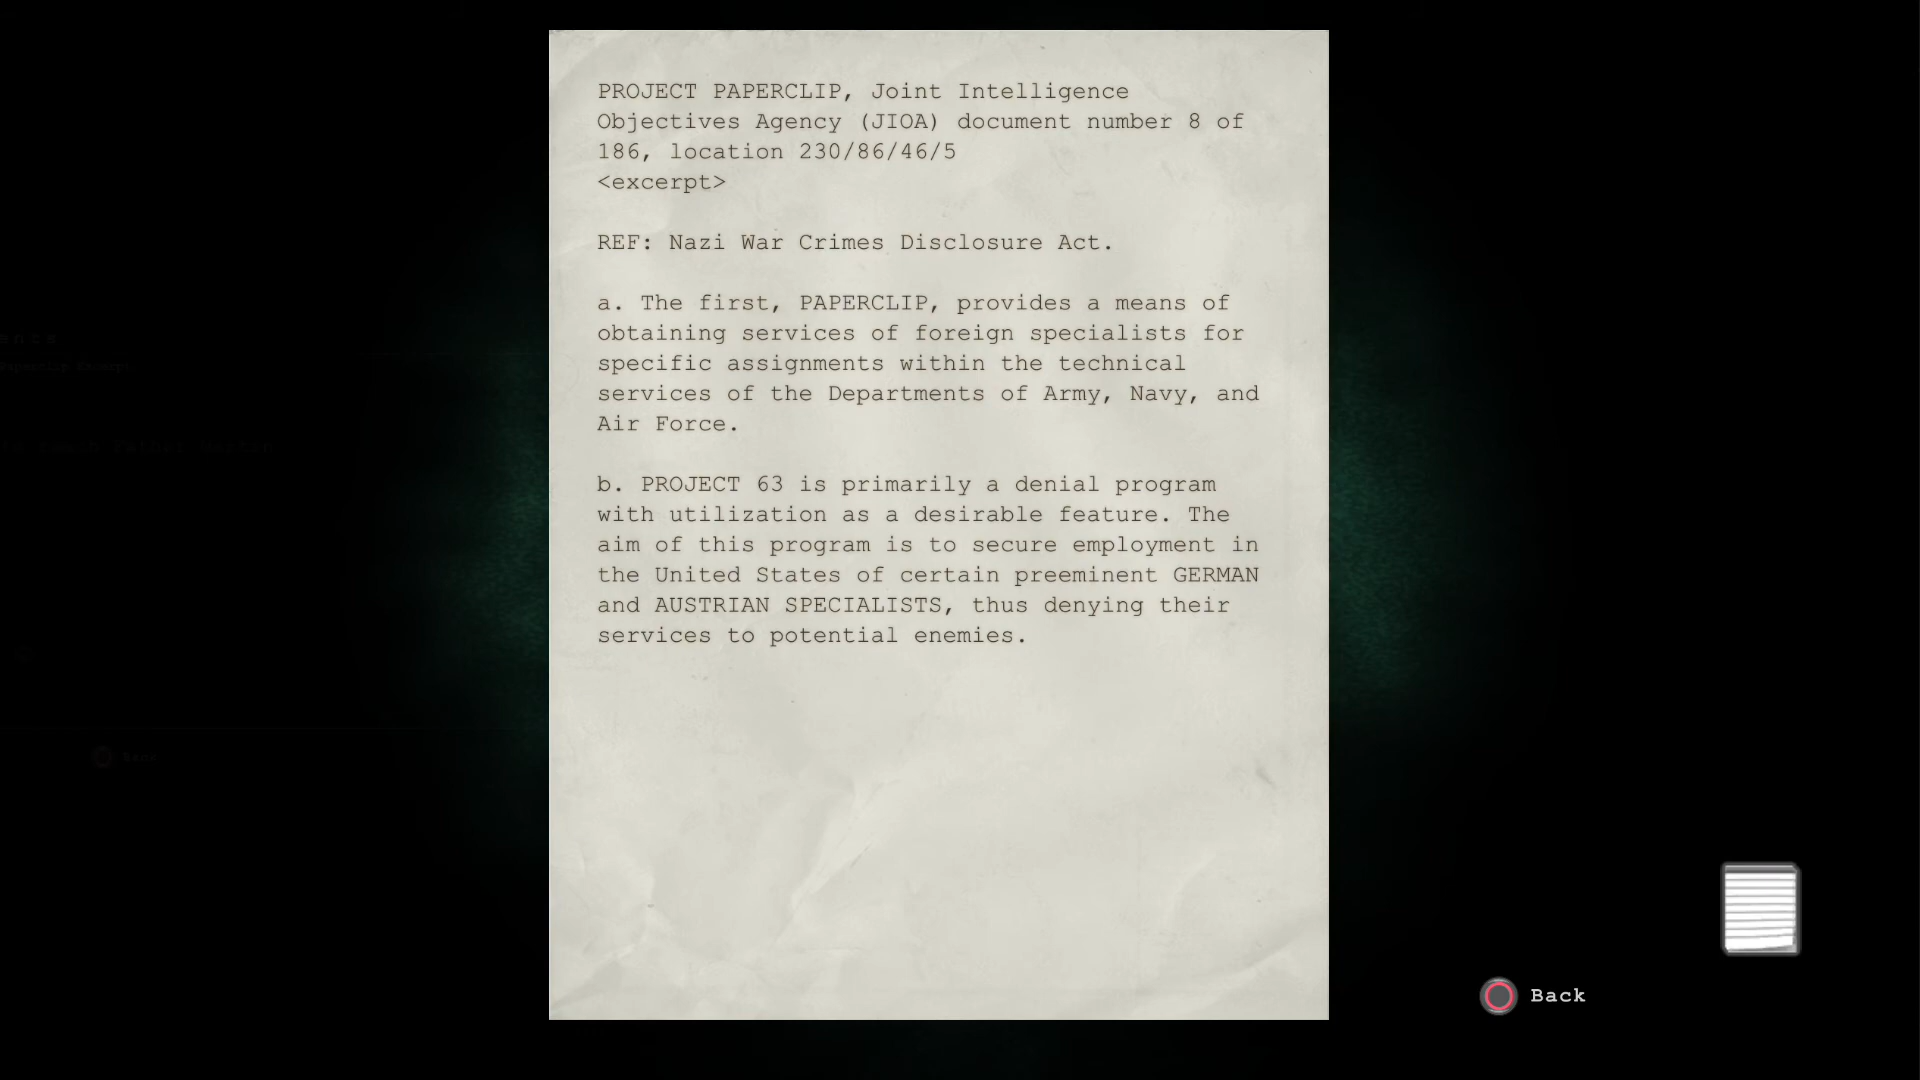 PROJECT PAPERCLIP, Joint Intelligence
Objectives Agency (JIOA) document number 8 of
186, location 230/86/46/5
<excerpt>
REF: Nazi War Crimes Disclosure Act.
a. The first, PAPERCLIP, provides a means of
obtaining services of foreign specialists for
specific assignments within the technical
services of the Departments of Army, Navy, and
Air Force.
b. PROJECT 63 is primarily a denial program
with utilization as a desirable feature. The
aim of this program is to secure employment in
the United States of certain preeminent GERMAN
and AUSTRIAN SPECIALISTS, thus denying their
services to potential enemies.
Back
Back